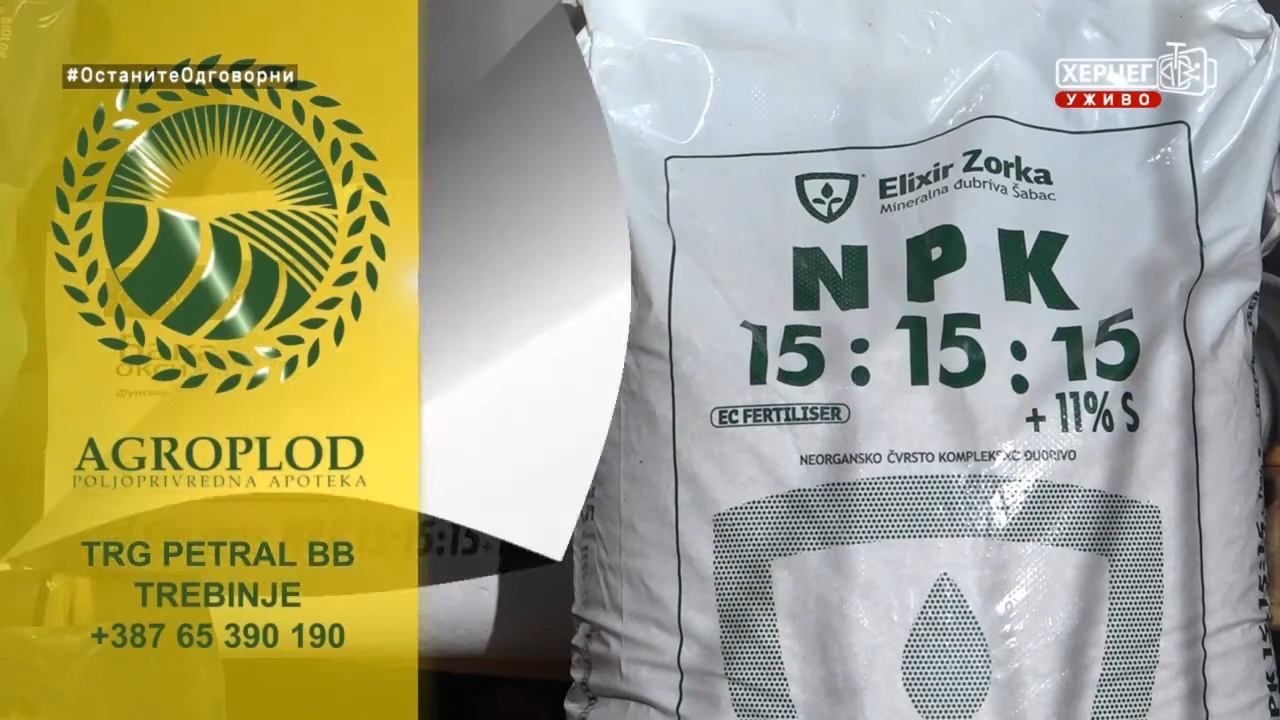 #ОстанитеОдговорни
AGROPLOD
POLJOPRIVREDNA APOTEKA
TRG PETRAL BB
TREBINJE
+387 65 390 190
ХЕРЦЕГ
УЖИВО
Elixir Zorka
Mineralna đubriva Šabac
N P K
15 : 15 : 15
EC FERTILISER
+ 11% S
NEORGANSKO ČVRSTO KOMPLEKSNO ĐUBRIVO